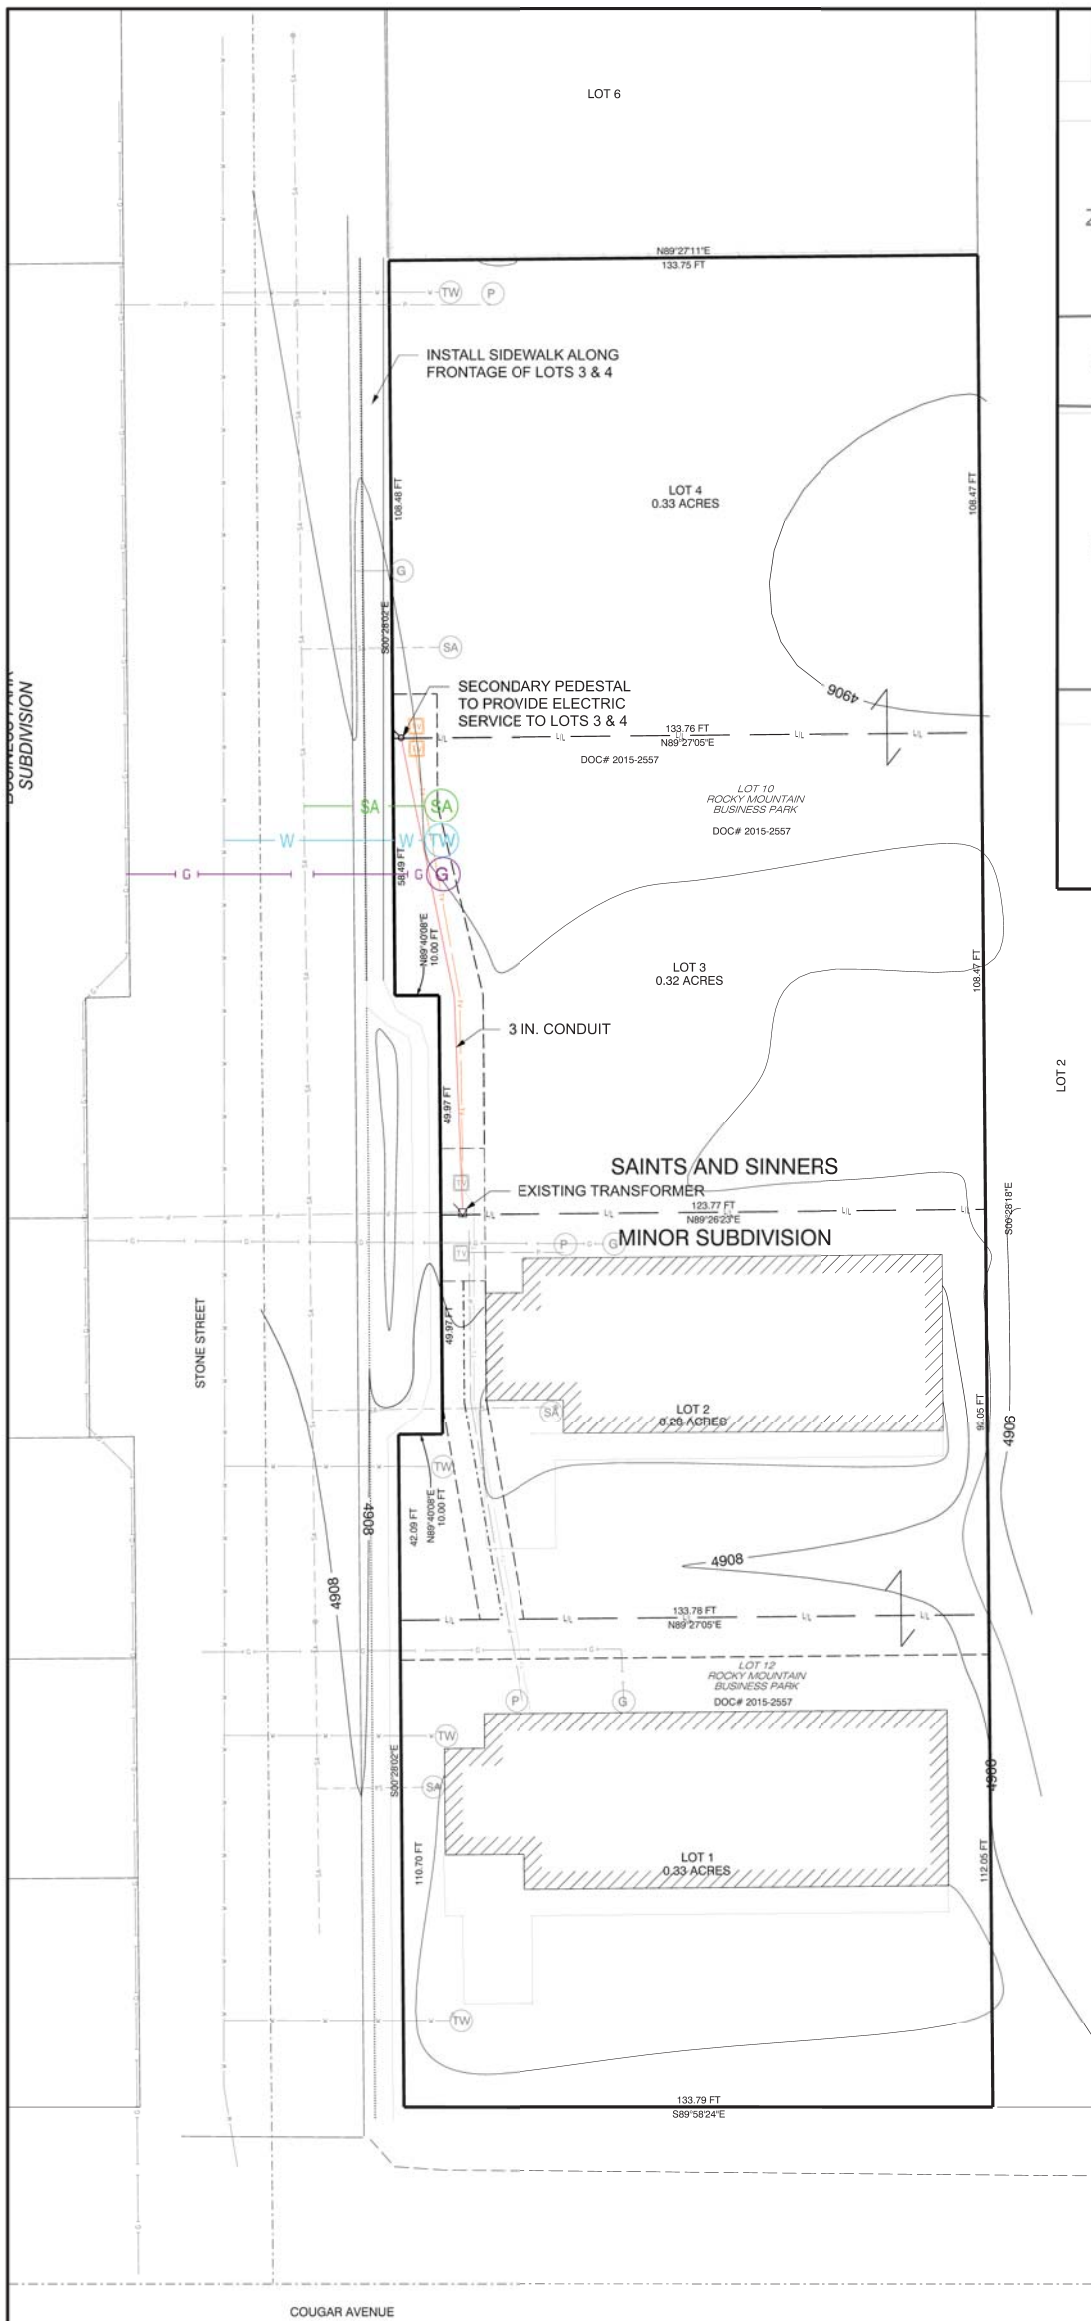 LOT 6
N89°27'11"E
133.75 FT
TW
P
INSTALL SIDEWALK ALONG
FRONTAGE OF LOTS 3 & 4
108.48 FT
108.47 FT
LOT 4
0.33 ACRES
G
S00°28'02"E
SA
SUBDIVISION
SECONDARY PEDESTAL
TO PROVIDE ELECTRIC
SERVICE TO LOTS 3 & 4
4906
133.76 FT
N89°27'05"E
DOC# 2015-2557
LOT 10
ROCKY MOUNTAIN
BUSINESS PARK
DOC# 2015-2557
SA
SA
W
W
TW
G
G
G
58.49 FT
N89°40'08"E
10.00 FT
LOT 3
0.32 ACRES
108.47 FT
3 IN. CONDUIT
49.97 FT
LOT 2
SAINTS AND SINNERS
TV
EXISTING TRANSFORMER
123.77 FT
N89°26'23"E
S00°28'18"E
MINOR SUBDIVISION
TV
P
G
STONE STREET
49.97 FT
LOT 2
SA
92.05 FT
4906
TW
42.09 FT
N89°40'08"E
10.00 FT
4908
4908
4908
133.78 FT
N89°27'05"E
LOT 12
ROCKY MOUNTAIN
BUSINESS PARK
DOC# 2015-2557
P
G
TW
S00°28'02"E
SA
110.70 FT
LOT 1
0.33 ACRES
112.05 FT
TW
133.79 FT
S89°58'24"E
COUGAR AVENUE